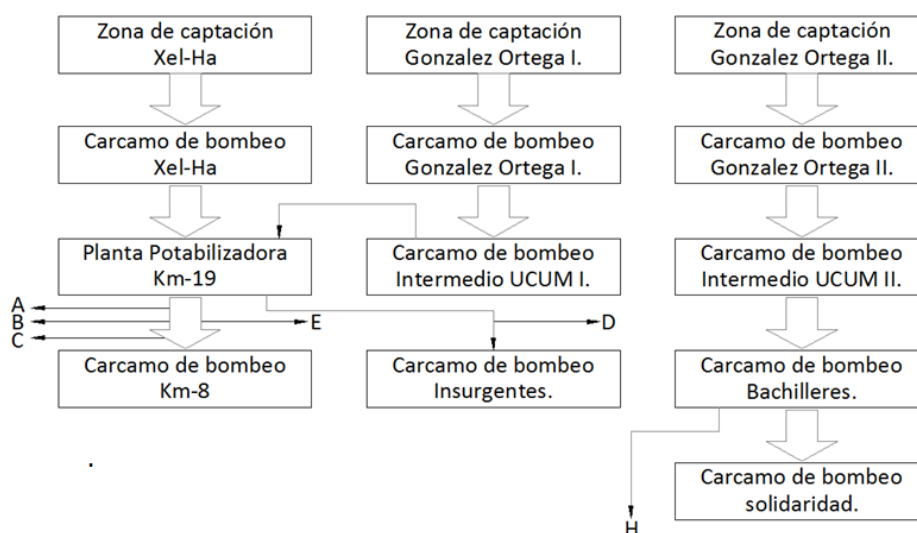 Zona de captación
Xel-Ha
Zona de captación
Gonzalez Ortega I.
Zona de captación
Gonzalez Ortega II.
Carcamo de bombeo
Xel-Ha
Carcamo de bombeo
Gonzalez Ortega I.
Carcamo de bombeo
Gonzalez Ortega II.
Planta Potabilizadora
Km-19
Carcamo de bombeo
Intermedio UCUM I.
Carcamo de bombeo
Intermedio UCUM II.
A
B
C
E
D
Carcamo de bombeo
Km-8
Carcamo de bombeo
Insurgentes.
Carcamo de bombeo
Bachilleres.
.
Carcamo de bombeo
solidaridad.
H